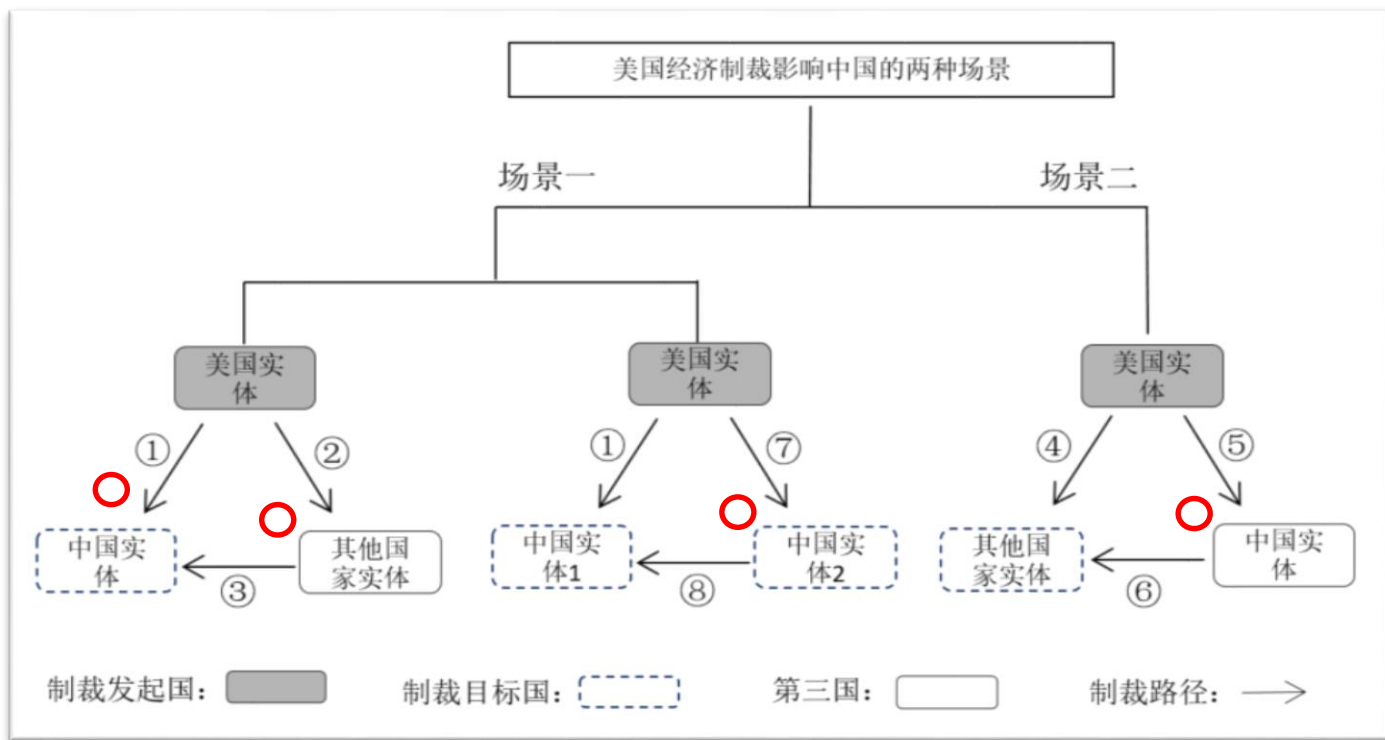 美国经济制裁影响中国的两种场景
场景一
场景二
美国实
体
美国实
体
美国实
体
①
②
①
⑦
④
⑤
中国实
体
其他国
家实体
中国实
体1
中国实
体2
其他国
家实体
中国实
体
③
⑧
⑥
制裁发起国：
制裁目标国：
第三国：
制裁路径：